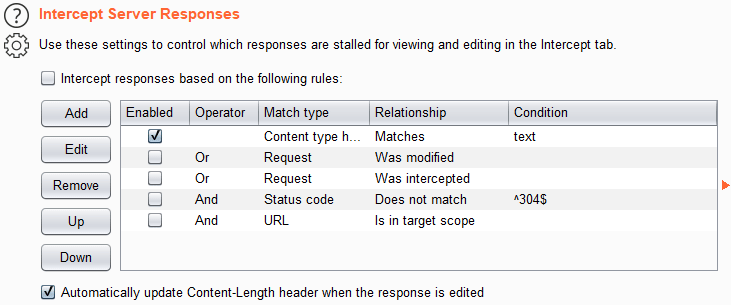 Intercept Server Responses
Use these settings to control which responses are stalled for viewing and editing in the Intercept tab.
Intercept responses based on the following rules:
Add
Edit
Remove
Up
Down
Enabled Operator Match type Relationship Condition
Content type h... Matches text
Or Request Was modified
Or Request Was intercepted
And Status code Does not match ^304$
And URL Is in target scope
Automatically update Content-Length header when the response is edited